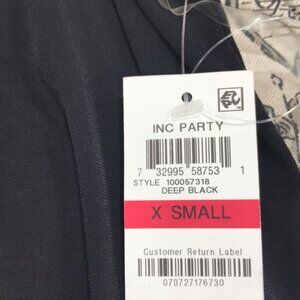 INC PARTY
7 32995 58753 1
STYLE 100057318
DEEP BLACK
X SMALL
Customer Return Label
070727176730